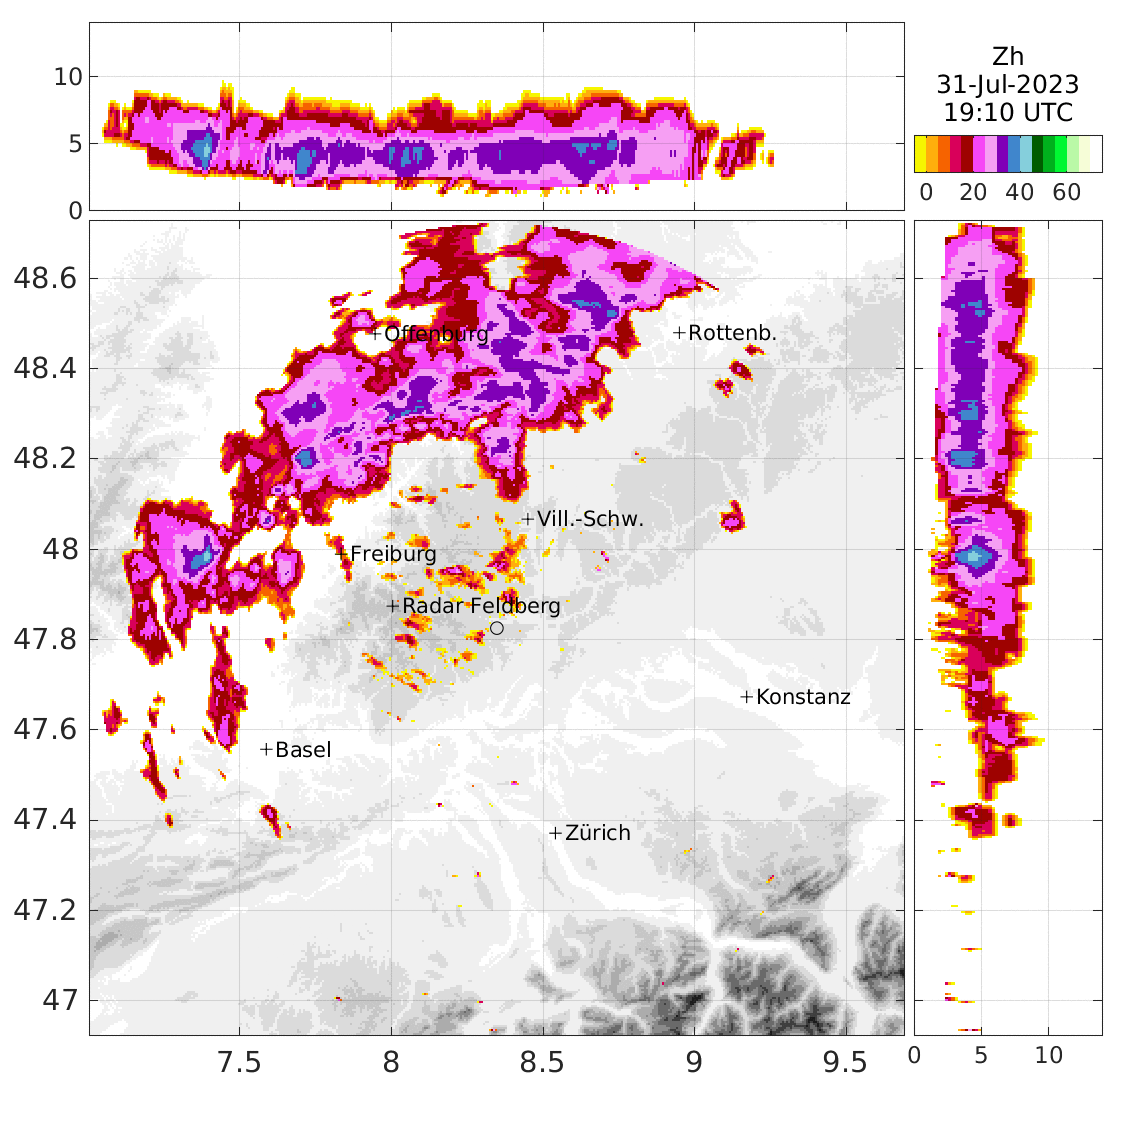 Zh
31-Jul-2023
19:10 UTC
0 20 40 60
10
5
0
48.6
48.4
48.2
48
47.8
47.6
47.4
47.2
47
Offenburg
Rottenb.
Vill.-Schw.
Freiburg
Radar Feldberg
Konstanz
Basel
Zürich
7.5 8 8.5 9 9.5
0 5 10